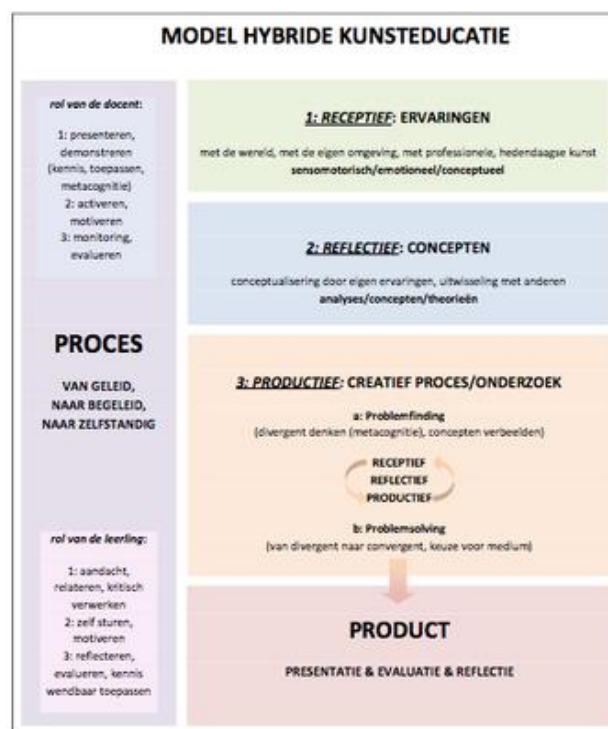 MODEL HYBRIDE KUNSTEDUCATIE
rol van de docent:
1: presenteren,
demonstreren
(kennis, toepassen,
metacognitie)
2: activeren,
motiveren
3: monitoring,
evalueren
PROCES
VAN GELEID,
NAAR BEGELEID,
NAAR ZELFSTANDIG
rol van de leerling:
1: aandacht,
relateren, kritisch
verwerken
2: zelf sturen,
motiveren
3: reflecteren,
evalueren, kennis
wendbaar toepassen
1: RECEPTIEF: ERVARINGEN
met de wereld, met de eigen omgeving, met professionele, hedendaagse kunst
sensomotorisch/emotioneel/conceptueel
2: REFLECTIEF: CONCEPTEN
conceptualisering door eigen ervaringen, uitwisseling met anderen
analyses/concepten/theorieën
3: PRODUCTIEF: CREATIEF PROCES/ONDERZOEK
a: Problemfinding
(divergent denken (metacognitie), concepten verbeelden)
RECEPTIEF
REFLECTIEF
PRODUCTIEF
b: Problemsolving
(van divergent naar convergent, keuze voor medium)
PRODUCT
PRESENTATIE & EVALUATIE & REFLECTIE